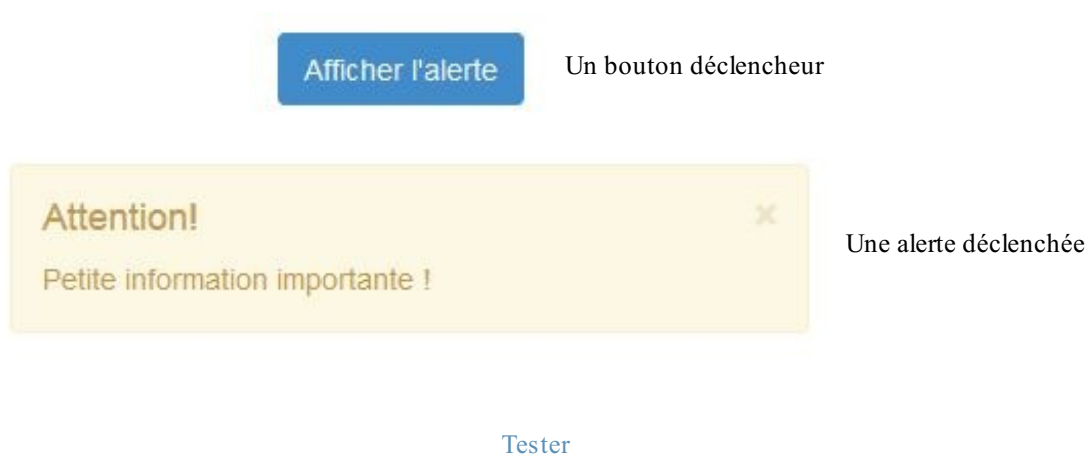 Afficher l'alerte
Un bouton déclencheur
Attention!
×
Petite information importante !
Une alerte déclenchée
Tester